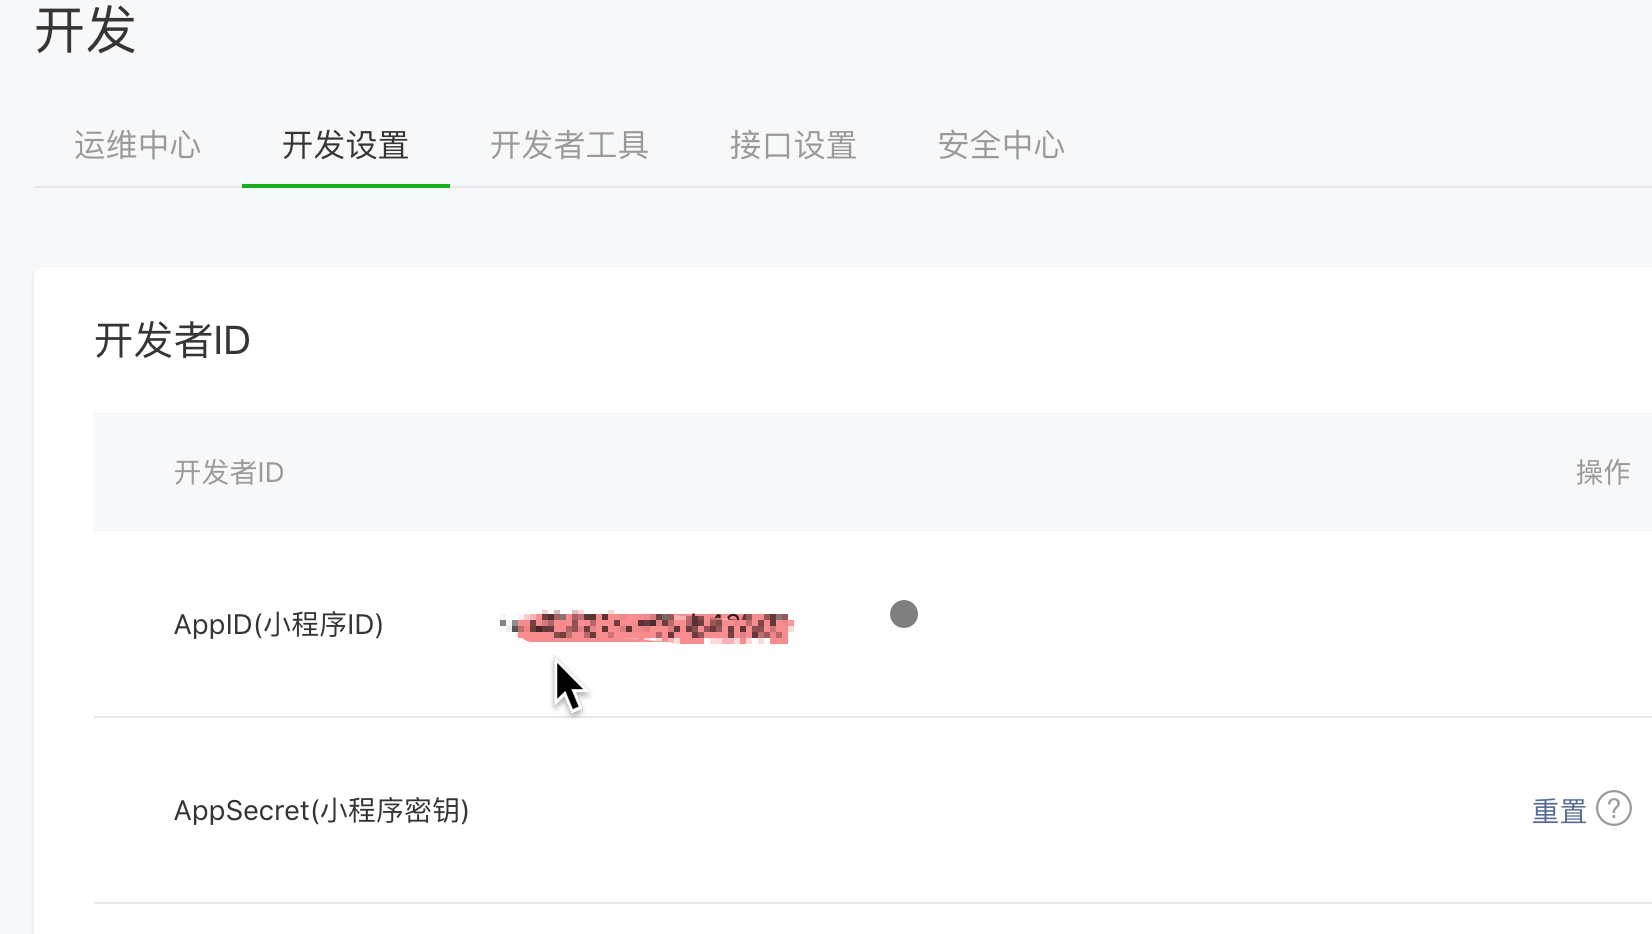 开发
运维中心 开发设置 开发者工具 接口设置 安全中心
开发者ID
开发者ID 操作
AppID(小程序ID)
AppSecret(小程序密钥) 重置 ?